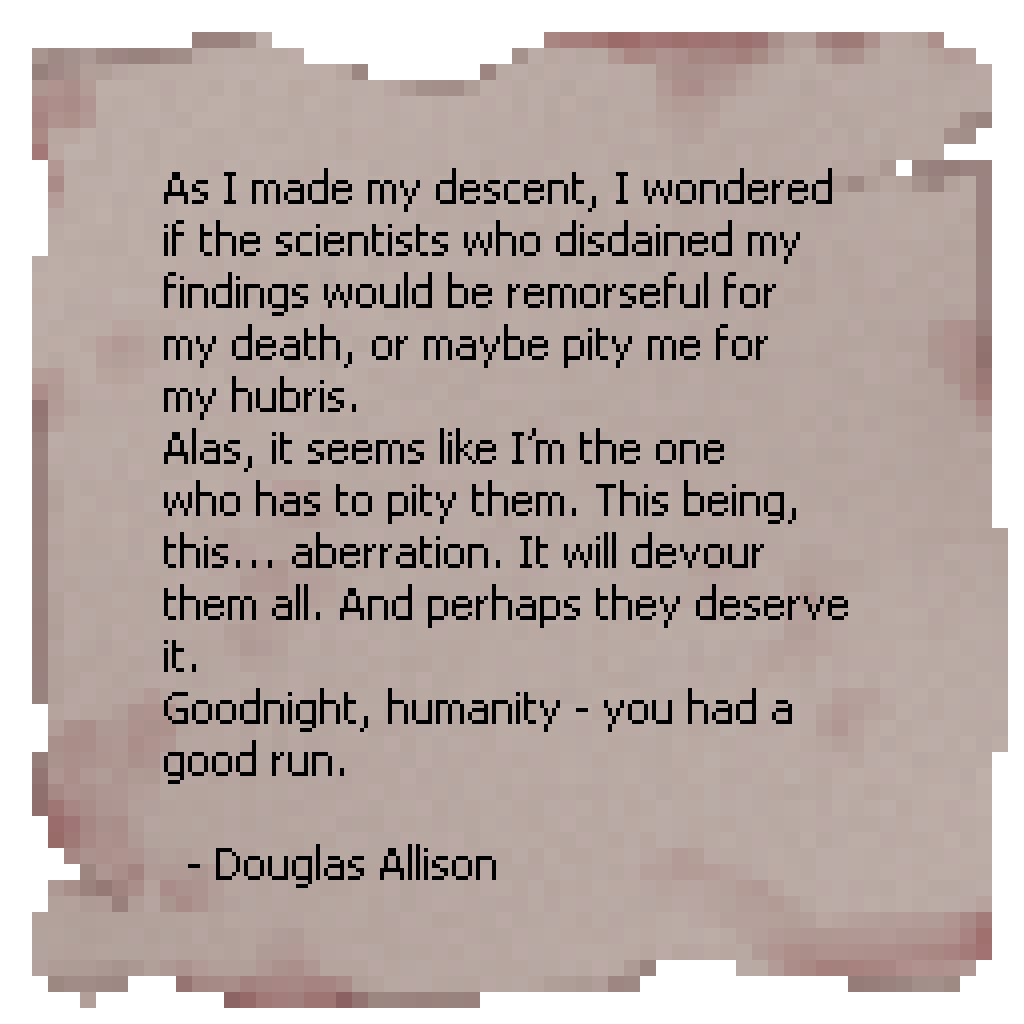 As I made my descent, I wondered
if the scientists who disdained my
findings would be remorseful for
my death, or maybe pity me for
my hubris.
Alas, it seems like I'm the one
who has to pity them. This being,
this... aberration. It will devour
them all. And perhaps they deserve
it.
Goodnight, humanity - you had a
good run.
- Douglas Allison